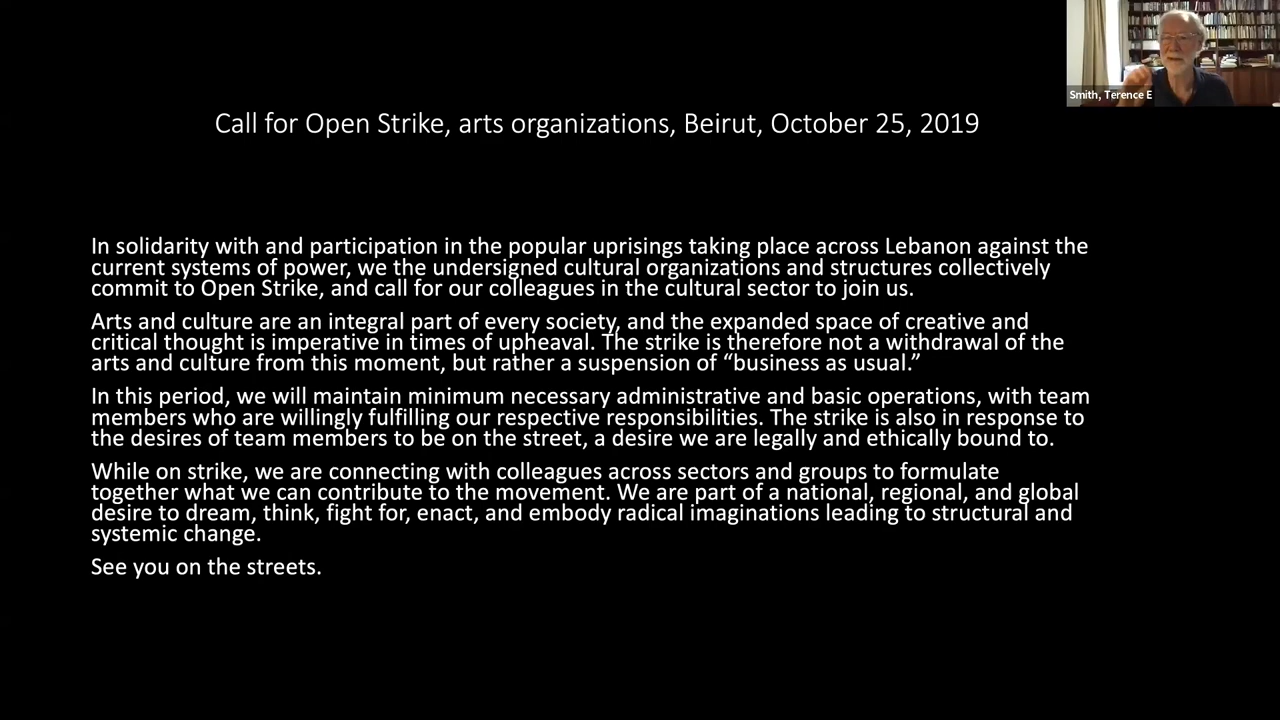 Smith, Terence E
Call for Open Strike, arts organizations, Beirut, October 25, 2019
In solidarity with and participation in the popular uprisings taking place across Lebanon against the
current systems of power, we the undersigned cultural organizations and structures collectively
commit to Open Strike, and call for our colleagues in the cultural sector to join us.
Arts and culture are an integral part of every society, and the expanded space of creative and
critical thought is imperative in times of upheaval. The strike is therefore not a withdrawal of the
arts and culture from this moment, but rather a suspension of “business as usual.”
In this period, we will maintain minimum necessary administrative and basic operations, with team
members who are willingly fulfilling our respective responsibilities. The strike is also in response to
the desires of team members to be on the street, a desire we are legally and ethically bound to.
While on strike, we are connecting with colleagues across sectors and groups to formulate
together what we can contribute to the movement. We are part of a national, regional, and global
desire to dream, think, fight for, enact, and embody radical imaginations leading to structural and
systemic change.
See you on the streets.